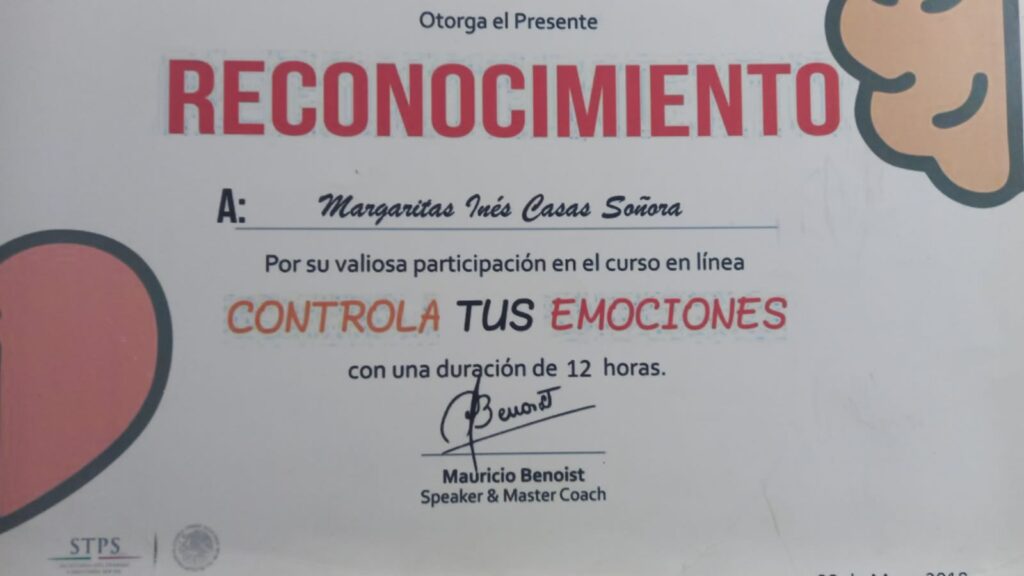 Otorga el Presente
RECONOCIMIENTO
A: Margaritas Inés Casas Soñora
Por su valiosa participación en el curso en línea
CONTROLA TUS EMOCIONES
con una duración de 12 horas.
Benoist
Mauricio Benoist
Speaker & Master Coach
STPS